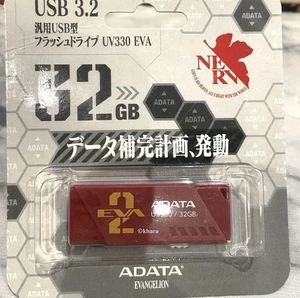 USB 3.2
汎用USB型
フラッシュドライブ UV330 EVA
NERV
32GB
ADATA
データ補完計画、発動
ADATA
EVA
2
UV330 / 32GB
©khara
ADATA
EVANGELION